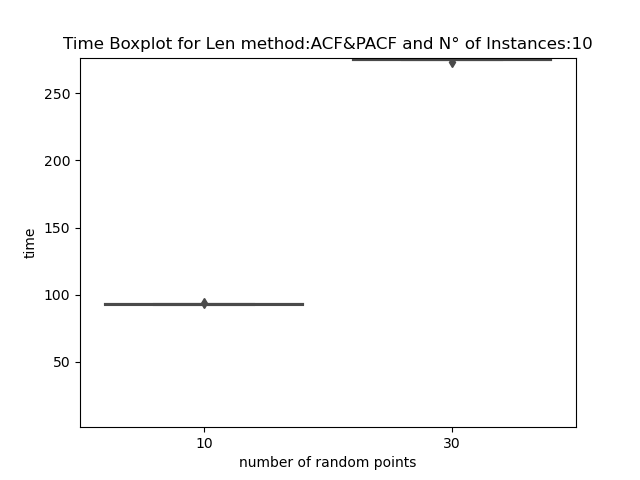 Time Boxplot for Len method:ACF&PACF and N° of Instances:10
250
200
150
100
50
time
10 30
number of random points